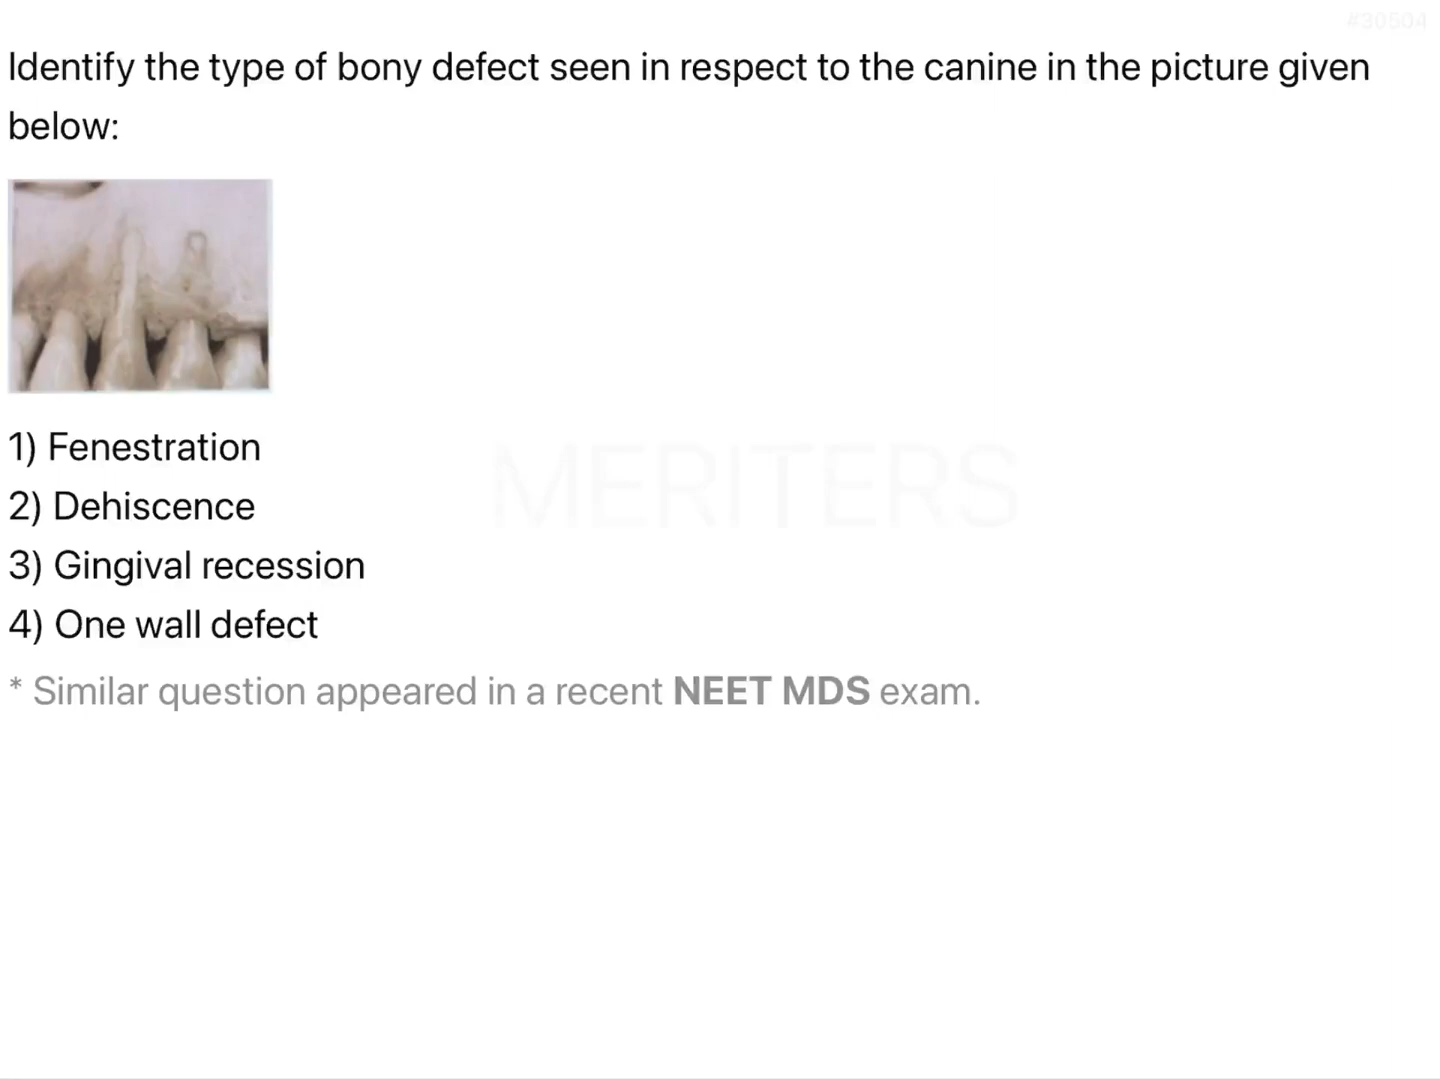 #30504
Identify the type of bony defect seen in respect to the canine in the picture given
below:
MERITERS
1) Fenestration
2) Dehiscence
3) Gingival recession
4) One wall defect
* Similar question appeared in a recent NEET MDS exam.